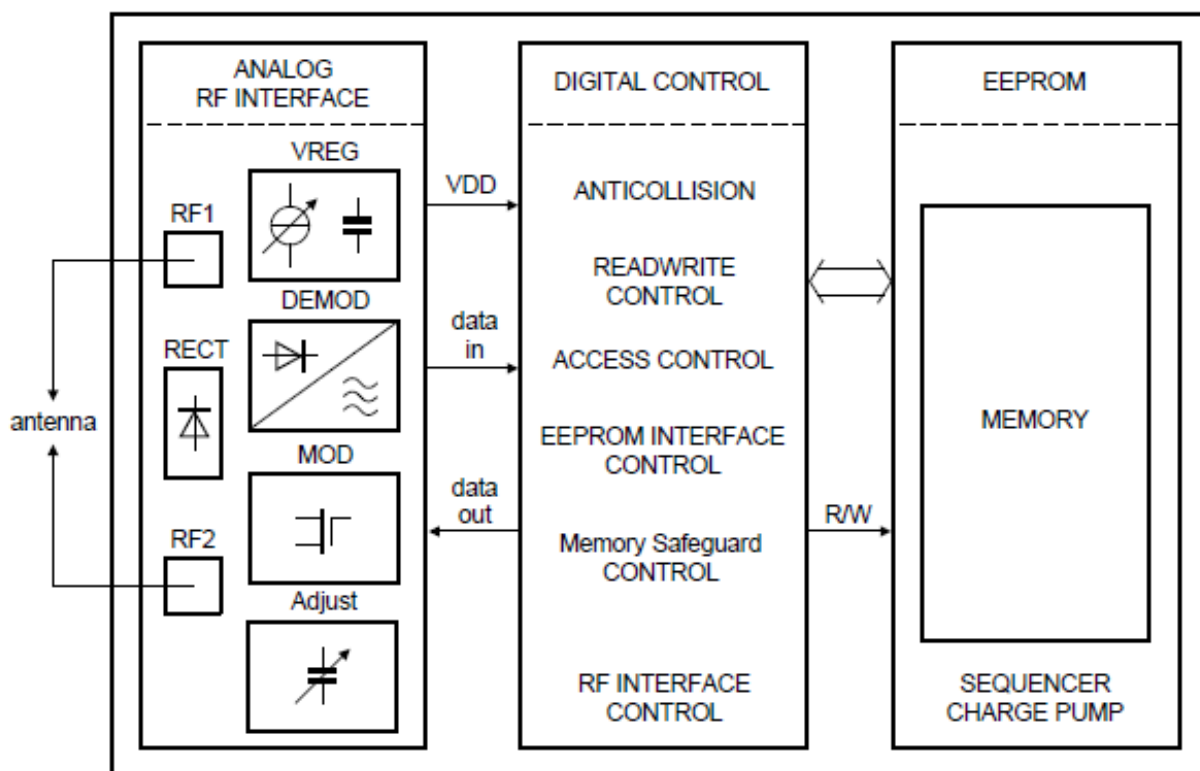 ANALOG
RF INTERFACE
VREG
RF1
DEMOD
RECT
antenna
MOD
RF2
Adjust
VDD
data
in
data
out
DIGITAL CONTROL
ANTICOLLISION
READWRITE
CONTROL
ACCESS CONTROL
EEPROM INTERFACE
CONTROL
Memory Safeguard
CONTROL
RF INTERFACE
CONTROL
R/W
EEPROM
MEMORY
SEQUENCER
CHARGE PUMP